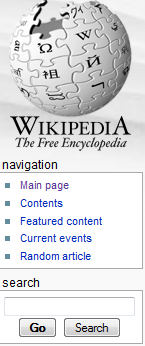 WIKIPEDIA
The Free Encyclopedia
navigation
Main page
Contents
Featured content
Current events
Random article
search
Go Search